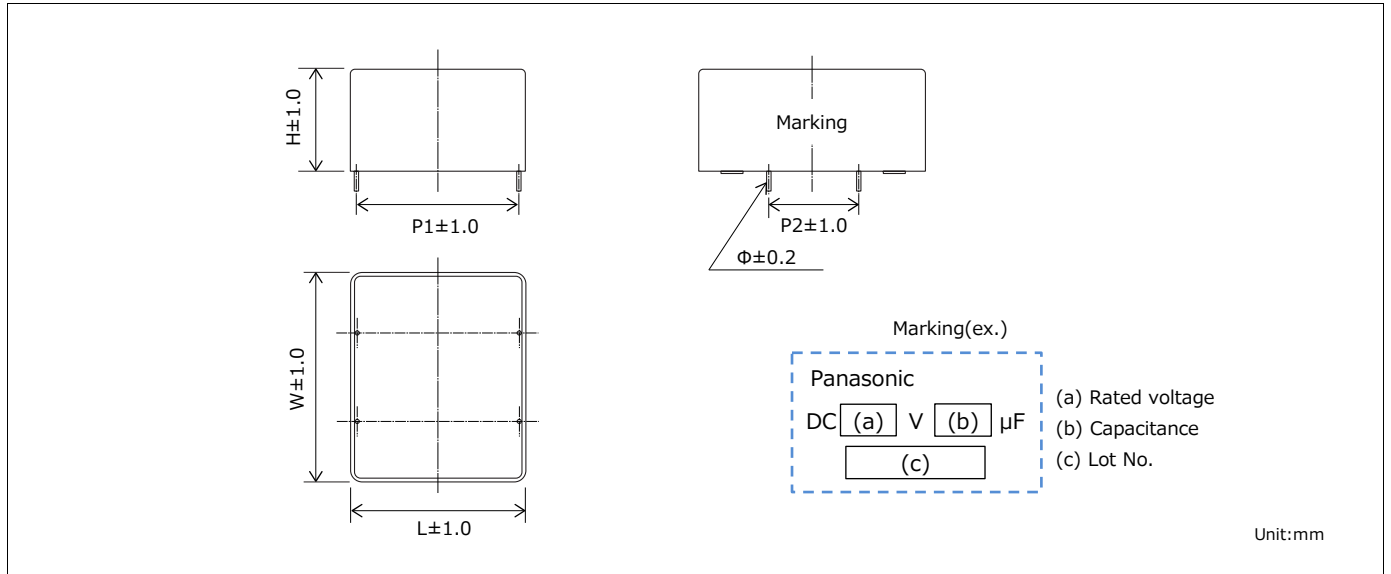 H±1.0
P1±1.0
Marking
P2±1.0
Φ±0.2
W±1.0
L±1.0
Marking(ex.)
Panasonic
DC (a) V (b) μF
(c)
(a) Rated voltage
(b) Capacitance
(c) Lot No.
Unit:mm